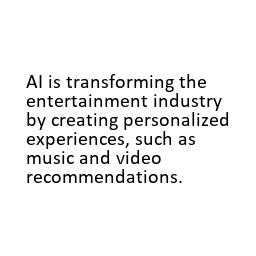 AI is transforming the
entertainment industry
by creating personalized
experiences, such as
music and video
recommendations.